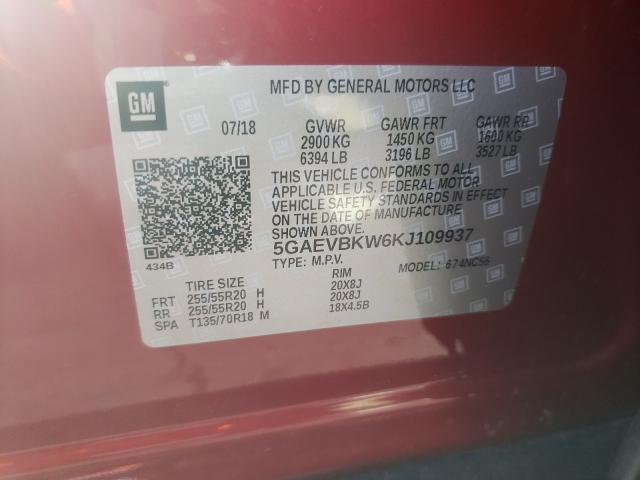 GM
MFD BY GENERAL MOTORS LLC
07/18 GVWR GAWR FRT GAWR RR
2900 KG 1450 KG 1600 KG
6394 LB 3196 LB 3527 LB
THIS VEHICLE CONFORMS TO ALL
APPLICABLE U.S. FEDERAL MOTOR
VEHICLE SAFETY STANDARDS IN EFFECT
ON THE DATE OF MANUFACTURE
SHOWN ABOVE.
5GAEVBKW6KJ109937
434B TYPE: M.P.V. MODEL: 674NC56
TIRE SIZE RIM
FRT 255/55R20 H 20X8J
RR 255/55R20 H 20X8J
SPA T135/70R18 M 18X4.5B